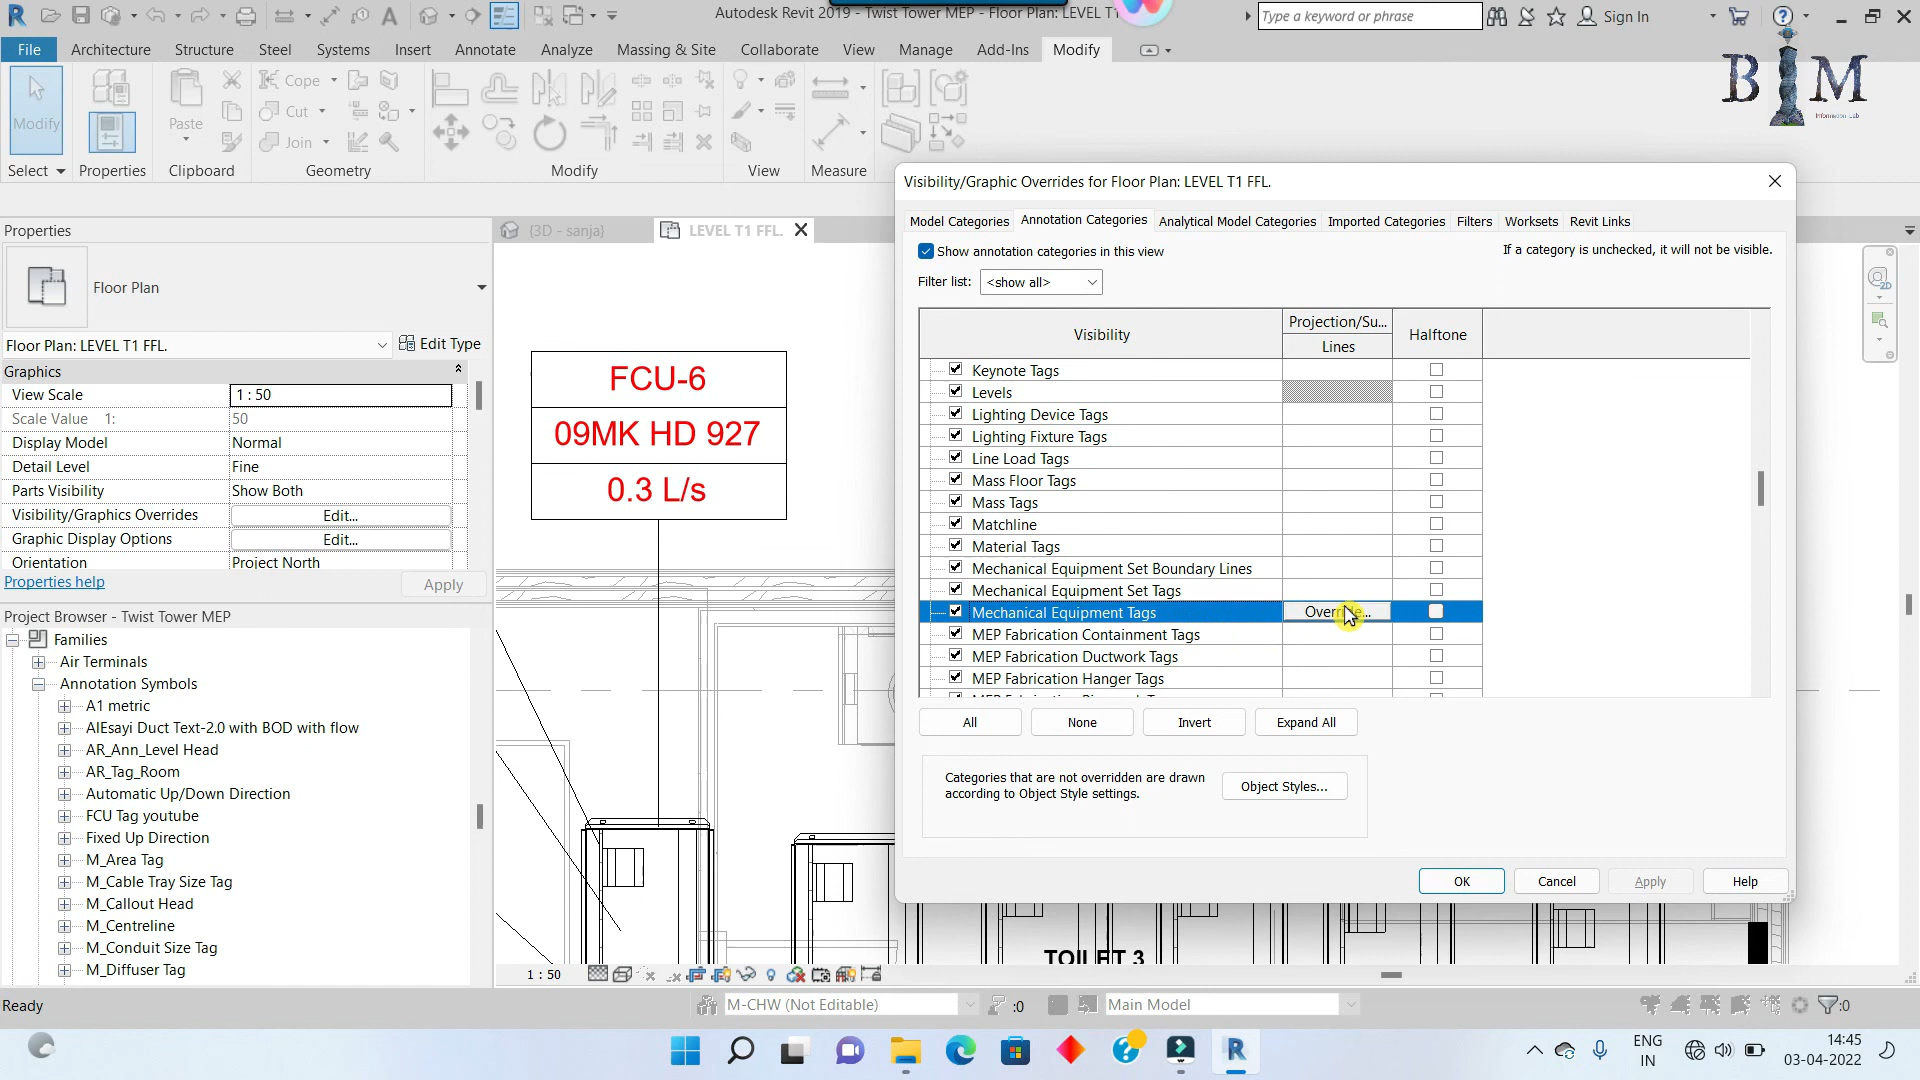 Autodesk Revit 2019 - Twist Tower MEP - Floor Plan: LEVEL T1
Type a keyword or phrase
Sign In
File Architecture Structure Steel Systems Insert Annotate Analyze Massing & Site Collaborate View Manage Add-Ins Modify
Modify
Paste
Cope
Cut
Join
Select Properties Clipboard Geometry Modify View Measure
BIM
Information Lab
Properties
{3D - sanja}
LEVEL T1 FFL.
Floor Plan
Floor Plan: LEVEL T1 FFL.
Edit Type
Graphics
View Scale 1 : 50
Scale Value 1: 50
Display Model Normal
Detail Level Fine
Parts Visibility Show Both
Visibility/Graphics Overrides Edit...
Graphic Display Options Edit...
Orientation Project North
Properties help
Apply
Project Browser - Twist Tower MEP
Families
Air Terminals
Annotation Symbols
A1 metric
AlEsayi Duct Text-2.0 with BOD with flow
AR_Ann_Level Head
AR_Tag_Room
Automatic Up/Down Direction
FCU Tag youtube
Fixed Up Direction
M_Area Tag
M_Cable Tray Size Tag
M_Callout Head
M_Centreline
M_Conduit Size Tag
M_Diffuser Tag
FCU-6
09MK HD 927
0.3 L/s
TOILET 3
1 : 50
Visibility/Graphic Overrides for Floor Plan: LEVEL T1 FFL.
Model Categories Annotation Categories Analytical Model Categories Imported Categories Filters Worksets Revit Links
Show annotation categories in this view
If a category is unchecked, it will not be visible.
Filter list: <show all>
Visibility
Projection/Su...
Lines
Halftone
Keynote Tags
Levels
Lighting Device Tags
Lighting Fixture Tags
Line Load Tags
Mass Floor Tags
Mass Tags
Matchline
Material Tags
Mechanical Equipment Set Boundary Lines
Mechanical Equipment Set Tags
Mechanical Equipment Tags Override...
MEP Fabrication Containment Tags
MEP Fabrication Ductwork Tags
MEP Fabrication Hanger Tags
All None Invert Expand All
Categories that are not overridden are drawn
according to Object Style settings.
Object Styles...
OK Cancel Apply Help
Ready
M-CHW (Not Editable)
:0
Main Model
:0
ENG
IN
14:45
03-04-2022